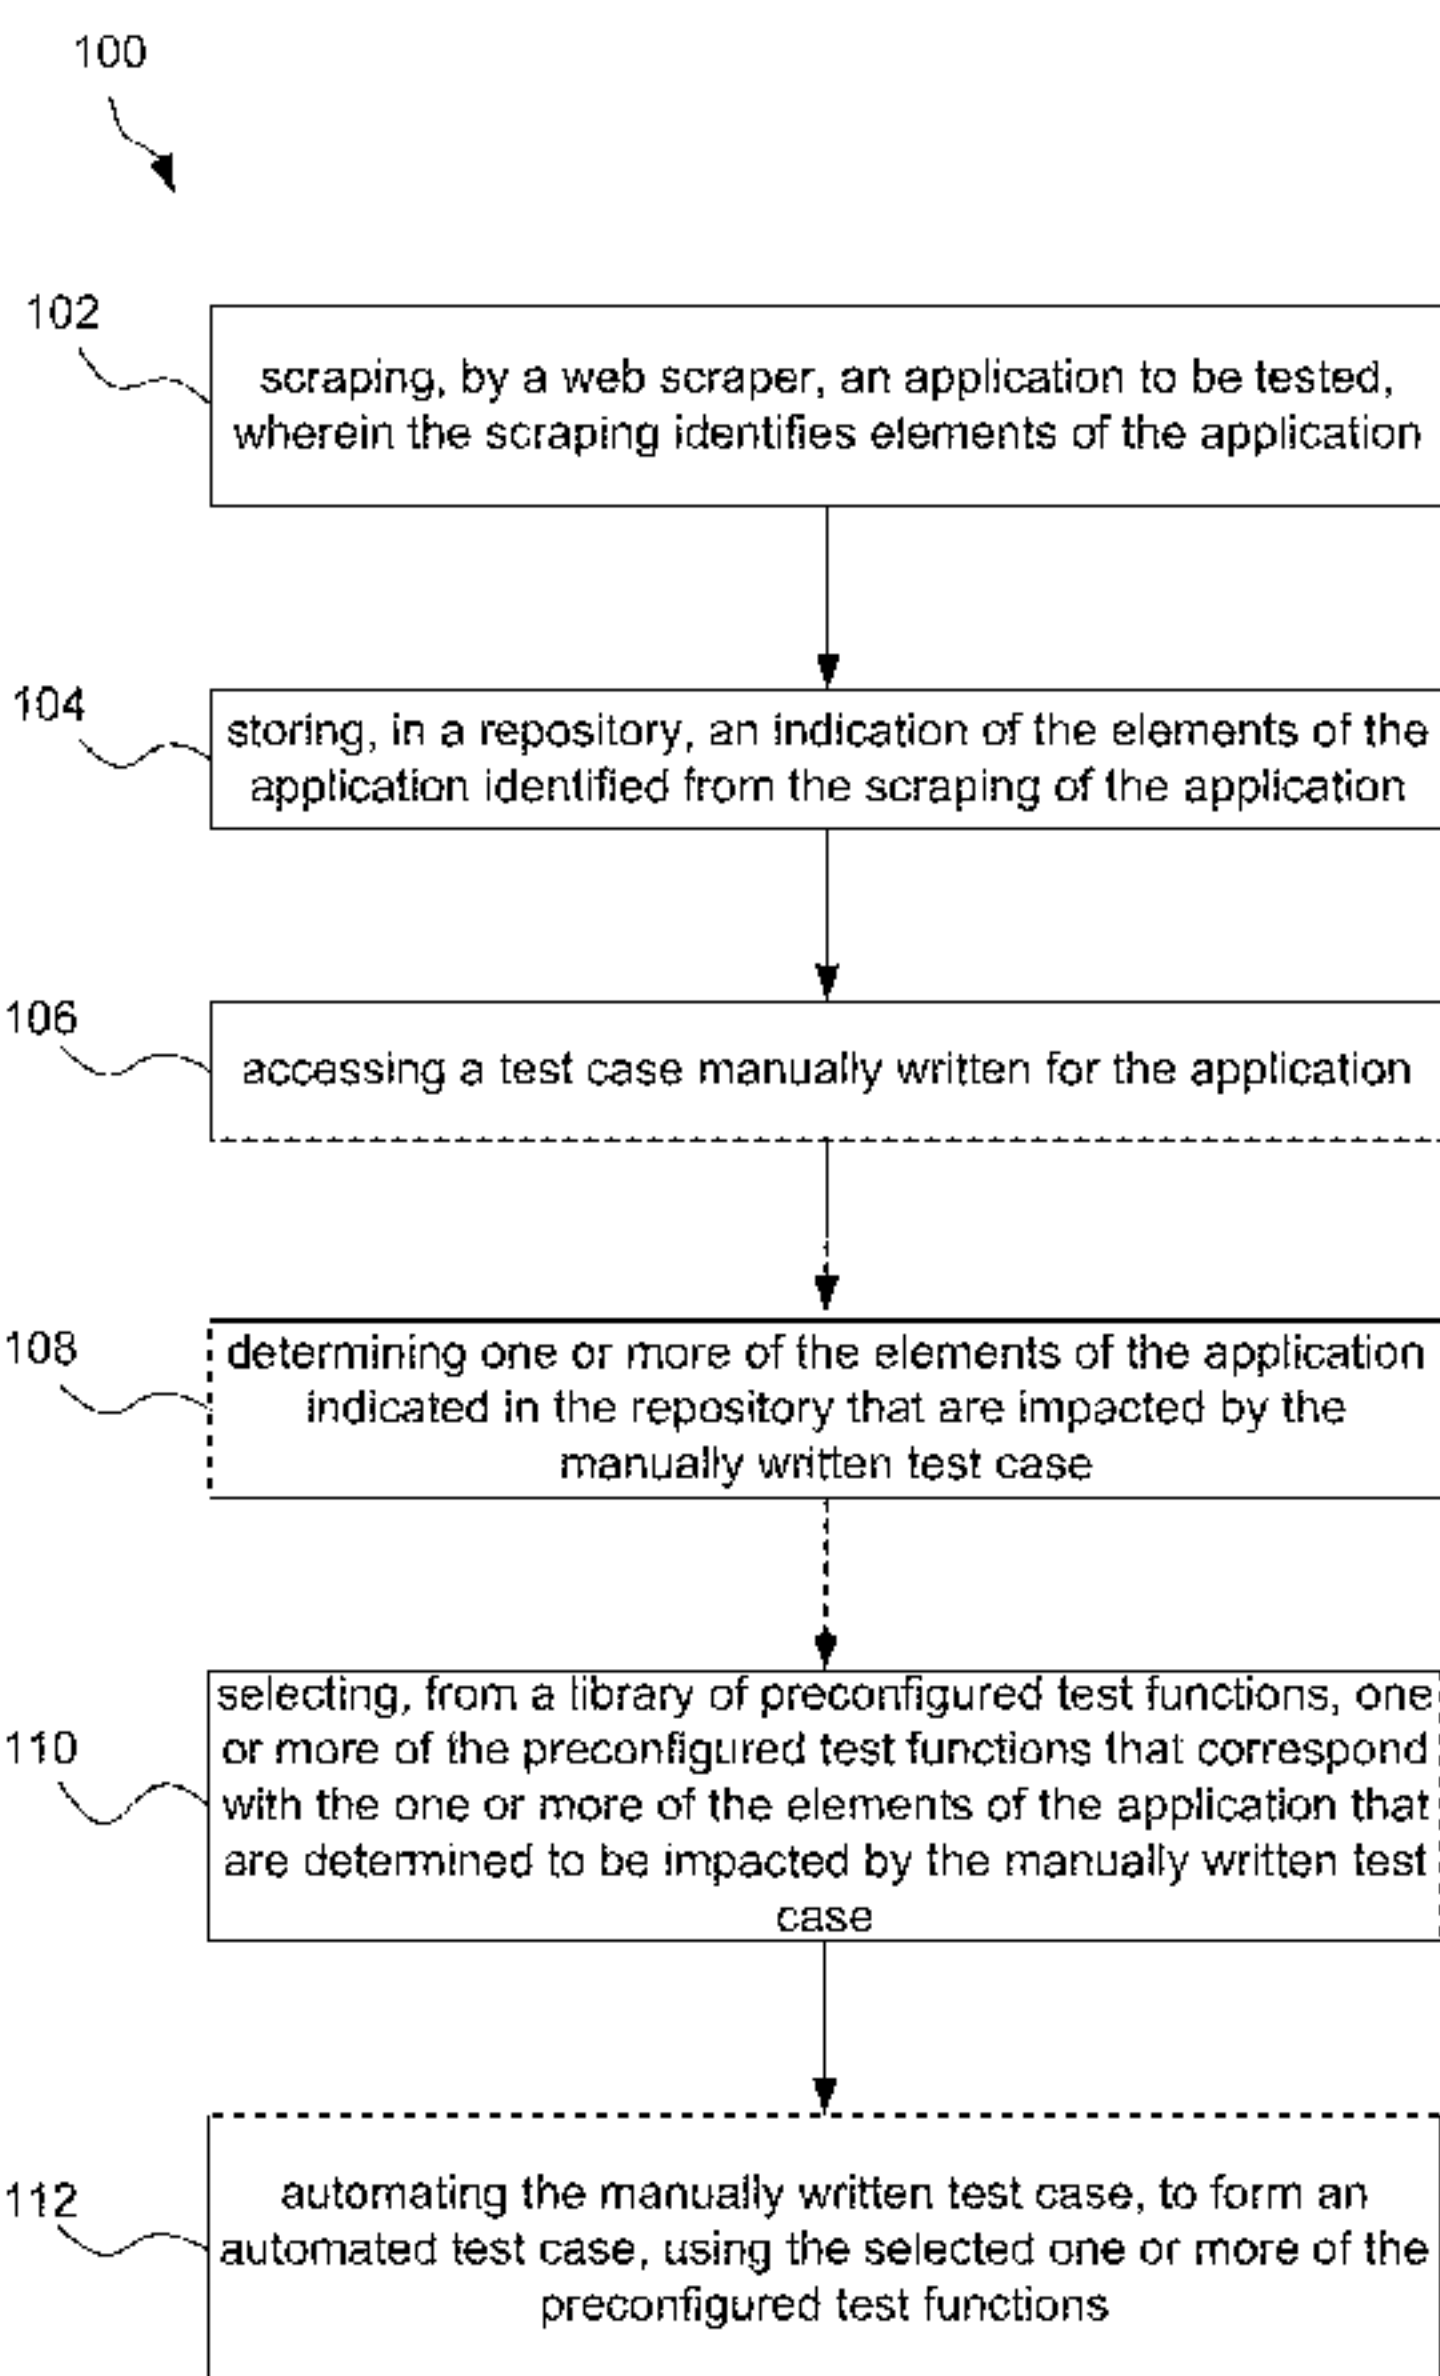 100
102
scraping, by a web scraper, an application to be tested,
wherein the scraping identifies elements of the application
104
storing, in a repository, an indication of the elements of the
application identified from the scraping of the application
106
accessing a test case manually written for the application
108
determining one or more of the elements of the application
indicated in the repository that are impacted by the
manually written test case
110
selecting, from a library of preconfigured test functions, one
or more of the preconfigured test functions that correspond
with the one or more of the elements of the application that
are determined to be impacted by the manually written test
case
112
automating the manually written test case, to form an
automated test case, using the selected one or more of the
preconfigured test functions